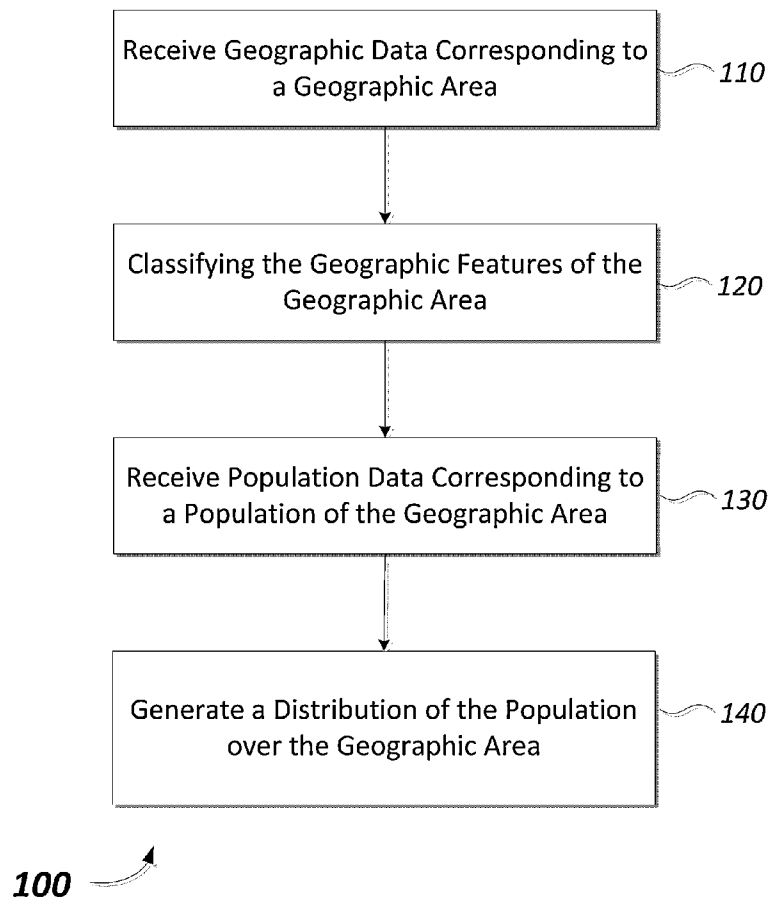 Receive Geographic Data Corresponding to
a Geographic Area
110
Classifying the Geographic Features of the
Geographic Area
120
Receive Population Data Corresponding to
a Population of the Geographic Area
130
Generate a Distribution of the Population
over the Geographic Area
140
100